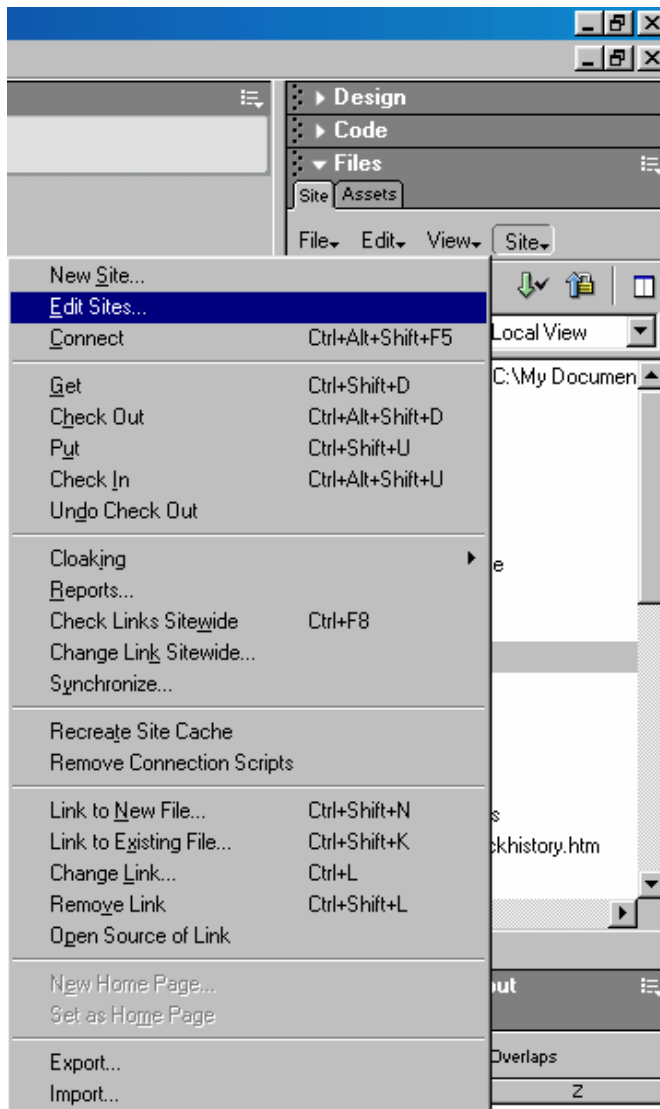 Design
Code
Files
Site Assets
File Edit View Site
New Site...
Edit Sites...
Connect Ctrl+Alt+Shift+F5
Get Ctrl+Shift+D
Check Out Ctrl+Alt+Shift+D
Put Ctrl+Shift+U
Check In Ctrl+Alt+Shift+U
Undo Check Out
Cloaking
Reports...
Check Links Sitewide Ctrl+F8
Change Link Sitewide...
Synchronize...
Recreate Site Cache
Remove Connection Scripts
Link to New File... Ctrl+Shift+N
Link to Existing File... Ctrl+Shift+K
Change Link... Ctrl+L
Remove Link Ctrl+Shift+L
Open Source of Link
New Home Page...
Set as Home Page
Export...
Import...
Local View
C:\My Documen
e
s
ckhistory.htm
out
Overlaps
Z